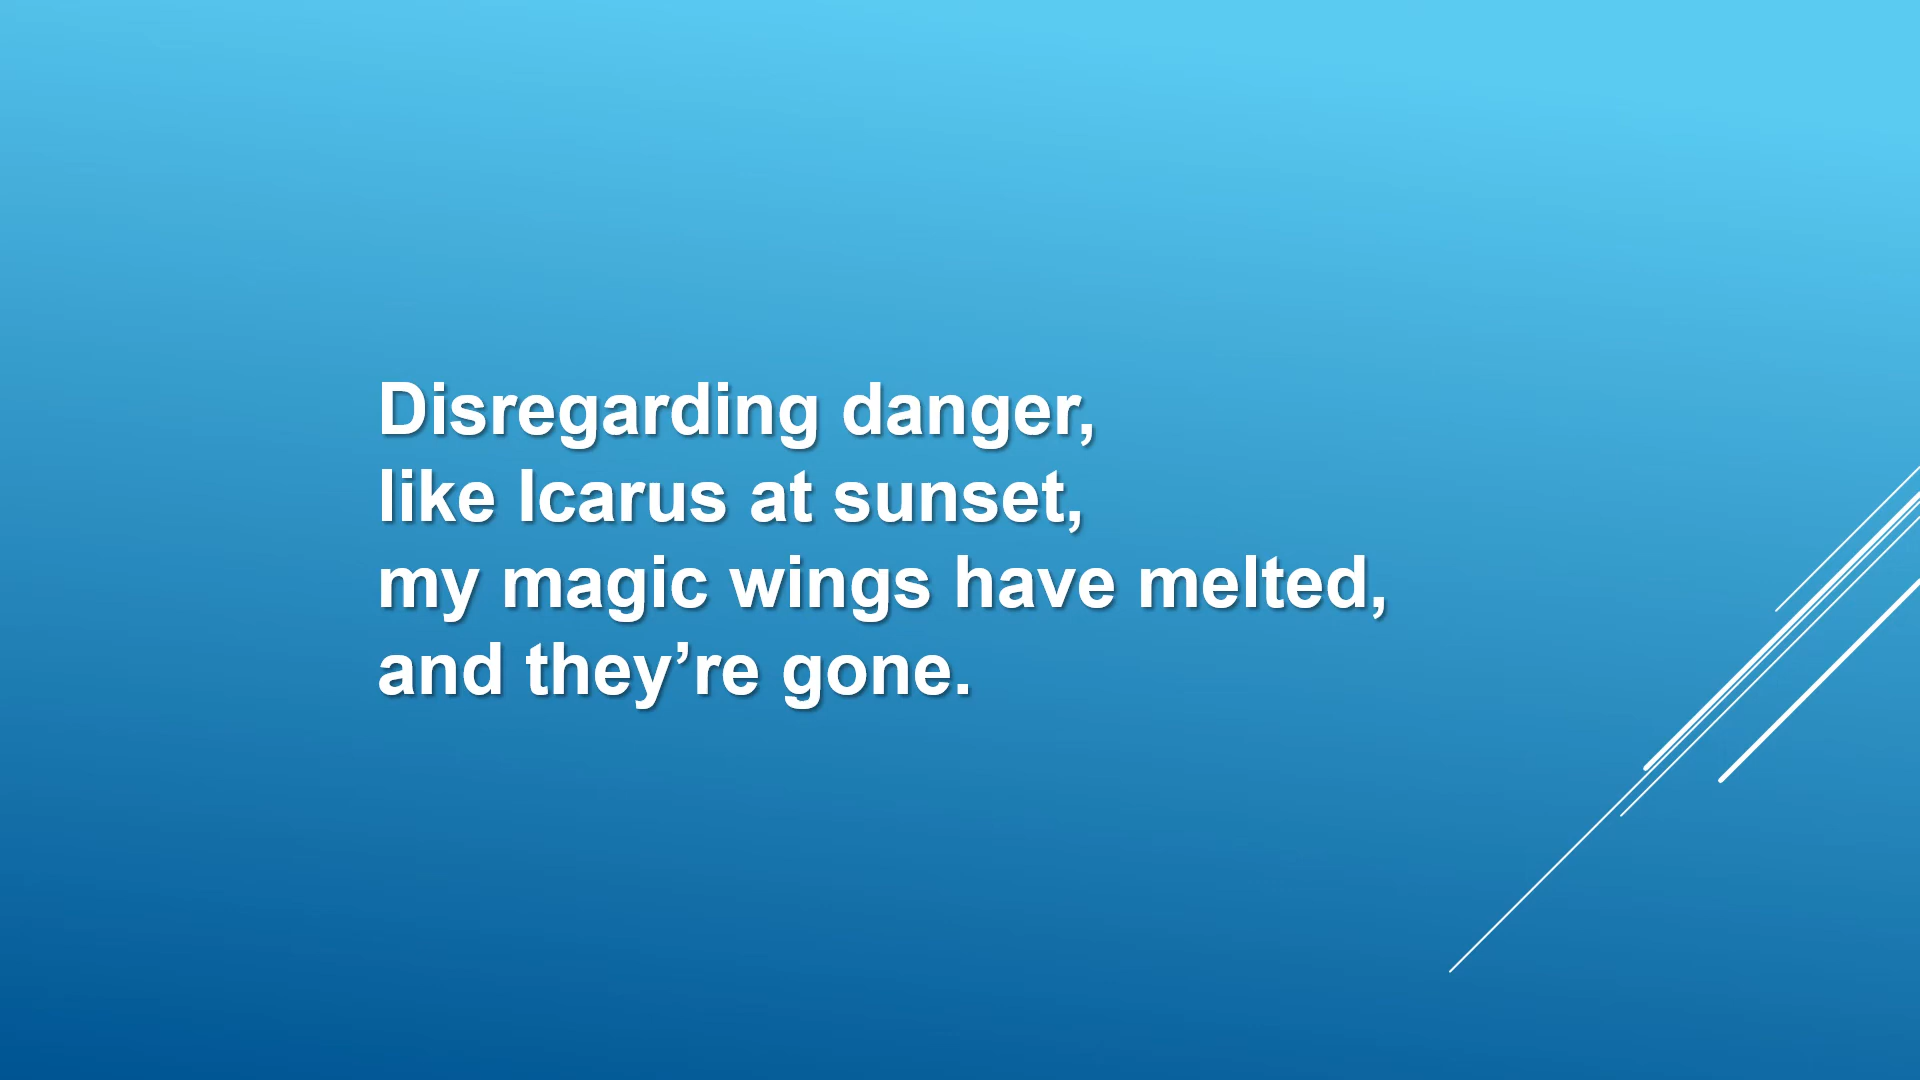 Disregarding danger,
like Icarus at sunset,
my magic wings have melted,
and they’re gone.